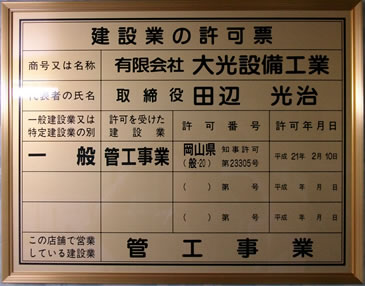 建設業の許可票
商号又は名称 有限会社 大光設備工業
代表者の氏名 取締役 田辺 光治
一般建設業又は特定建設業の別 許可を受けた建設業 許可番号 許可年月日
一般 管工事業 岡山県 知事許可 (般-20) 第23305号 平成 21年 2月 10日
( ) 第 号 平成 年 月 日
( ) 第 号 平成 年 月 日
この店舗で営業している建設業 管工事業